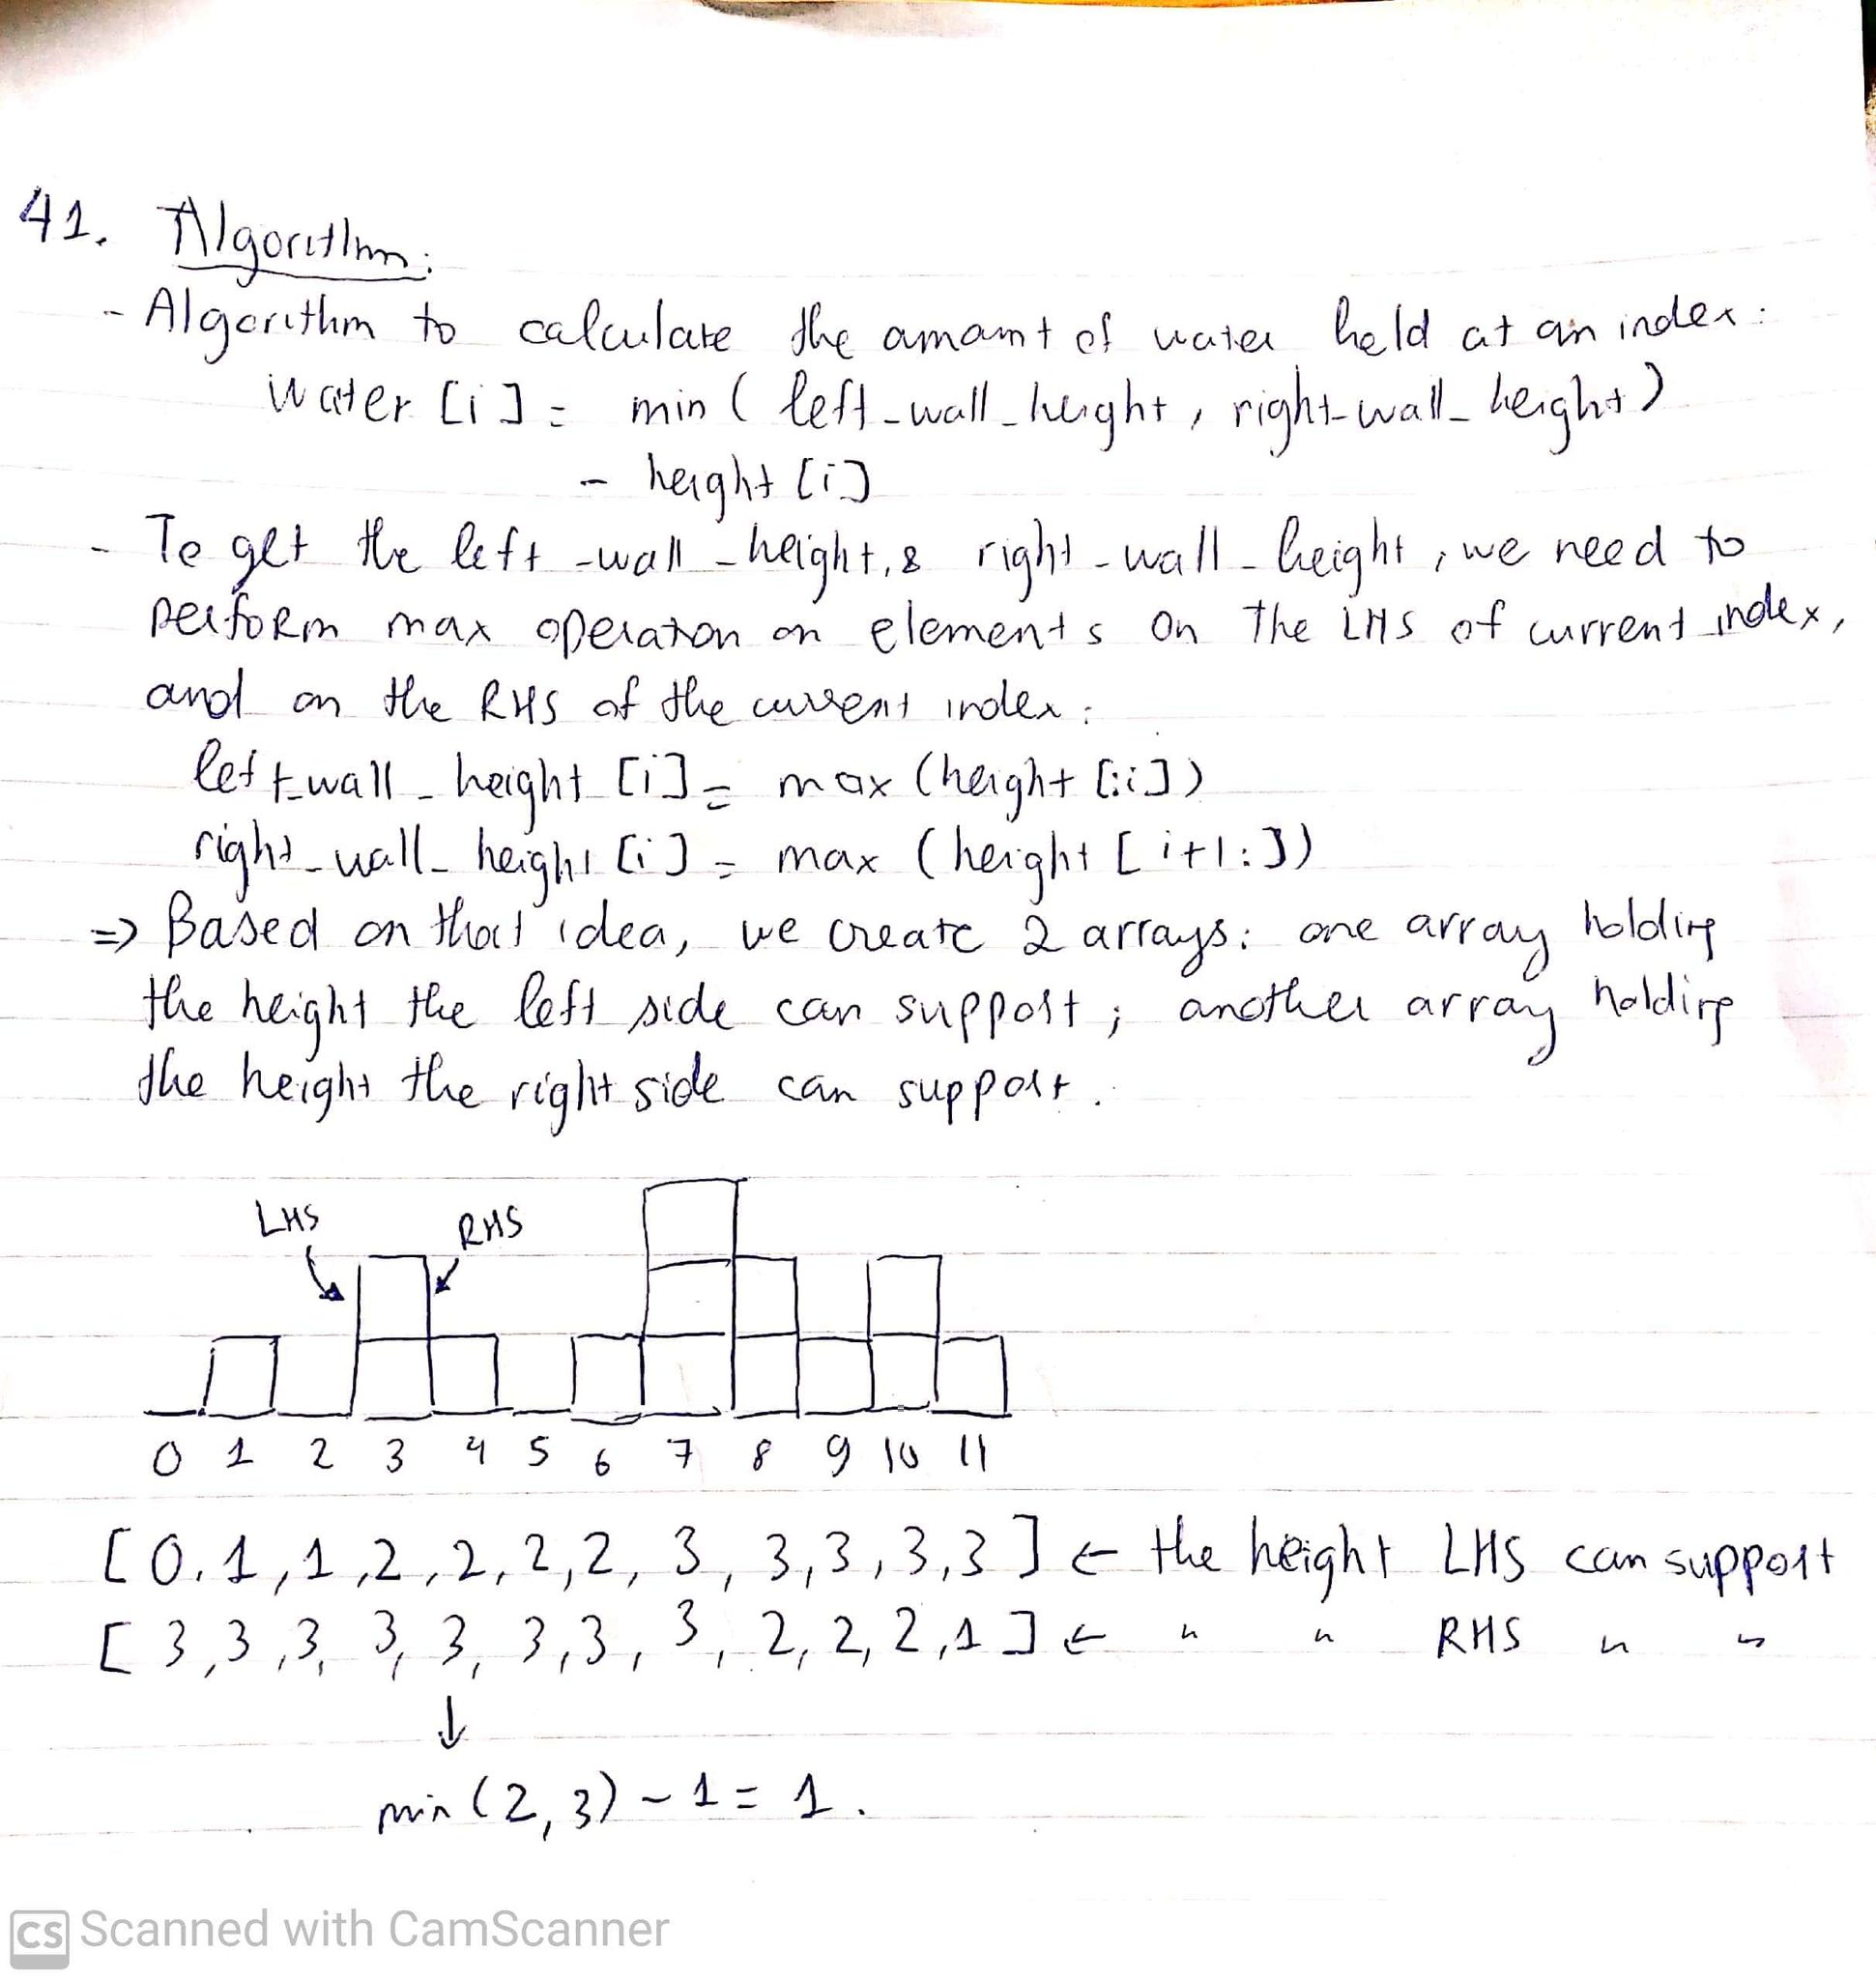 41. Algorithm:
- Algorithm to calculate the amount of water held at an index:
water [i] = min ( left_wall_height, right_wall_height)
- height [i]
- To get the left_wall_height, & right_wall_height, we need to
perform max operation on elements on the LHS of current index,
and on the RHS of the current index:
left_wall_height [i] = max (height [:i])
right_wall_height [i] = max (height [i+1:])
=> Based on that idea, we create 2 arrays: one array holding
the height the left side can support; another array holding
the height the right side can support.
LHS RHS
0 1 2 3 4 5 6 7 8 9 10 11
[0,1,1,2,2,2,2,3,3,3,3,3] ← the height LHS can support
[3,3,3,3,3,3,3,3,2,2,2,1] ← " " RHS " "
↓
min (2,3) - 1 = 1.
CS Scanned with CamScanner